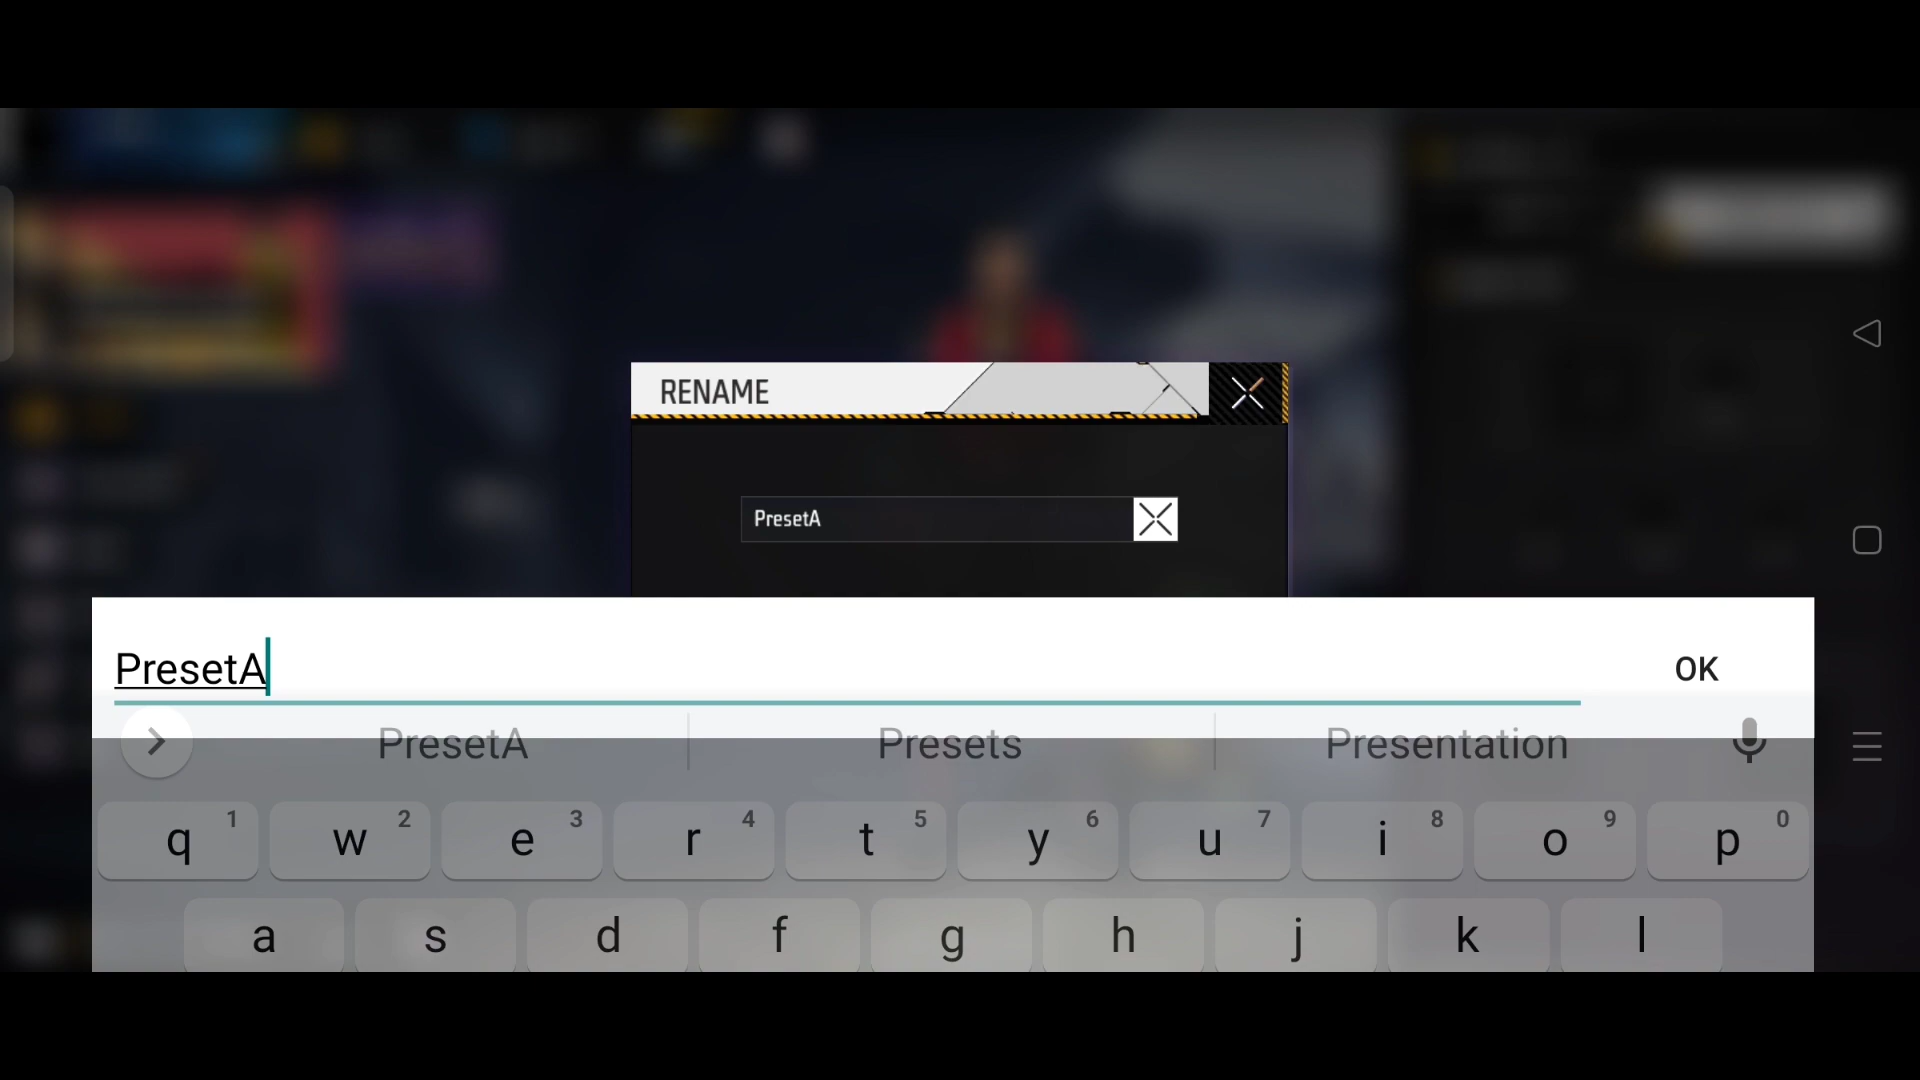 RENAME
PresetA
PresetA
OK
PresetA
Presets
Presentation
q 1
w 2
e 3
r 4
t 5
y 6
u 7
i 8
o 9
p 0
a
s
d
f
g
h
j
k
l